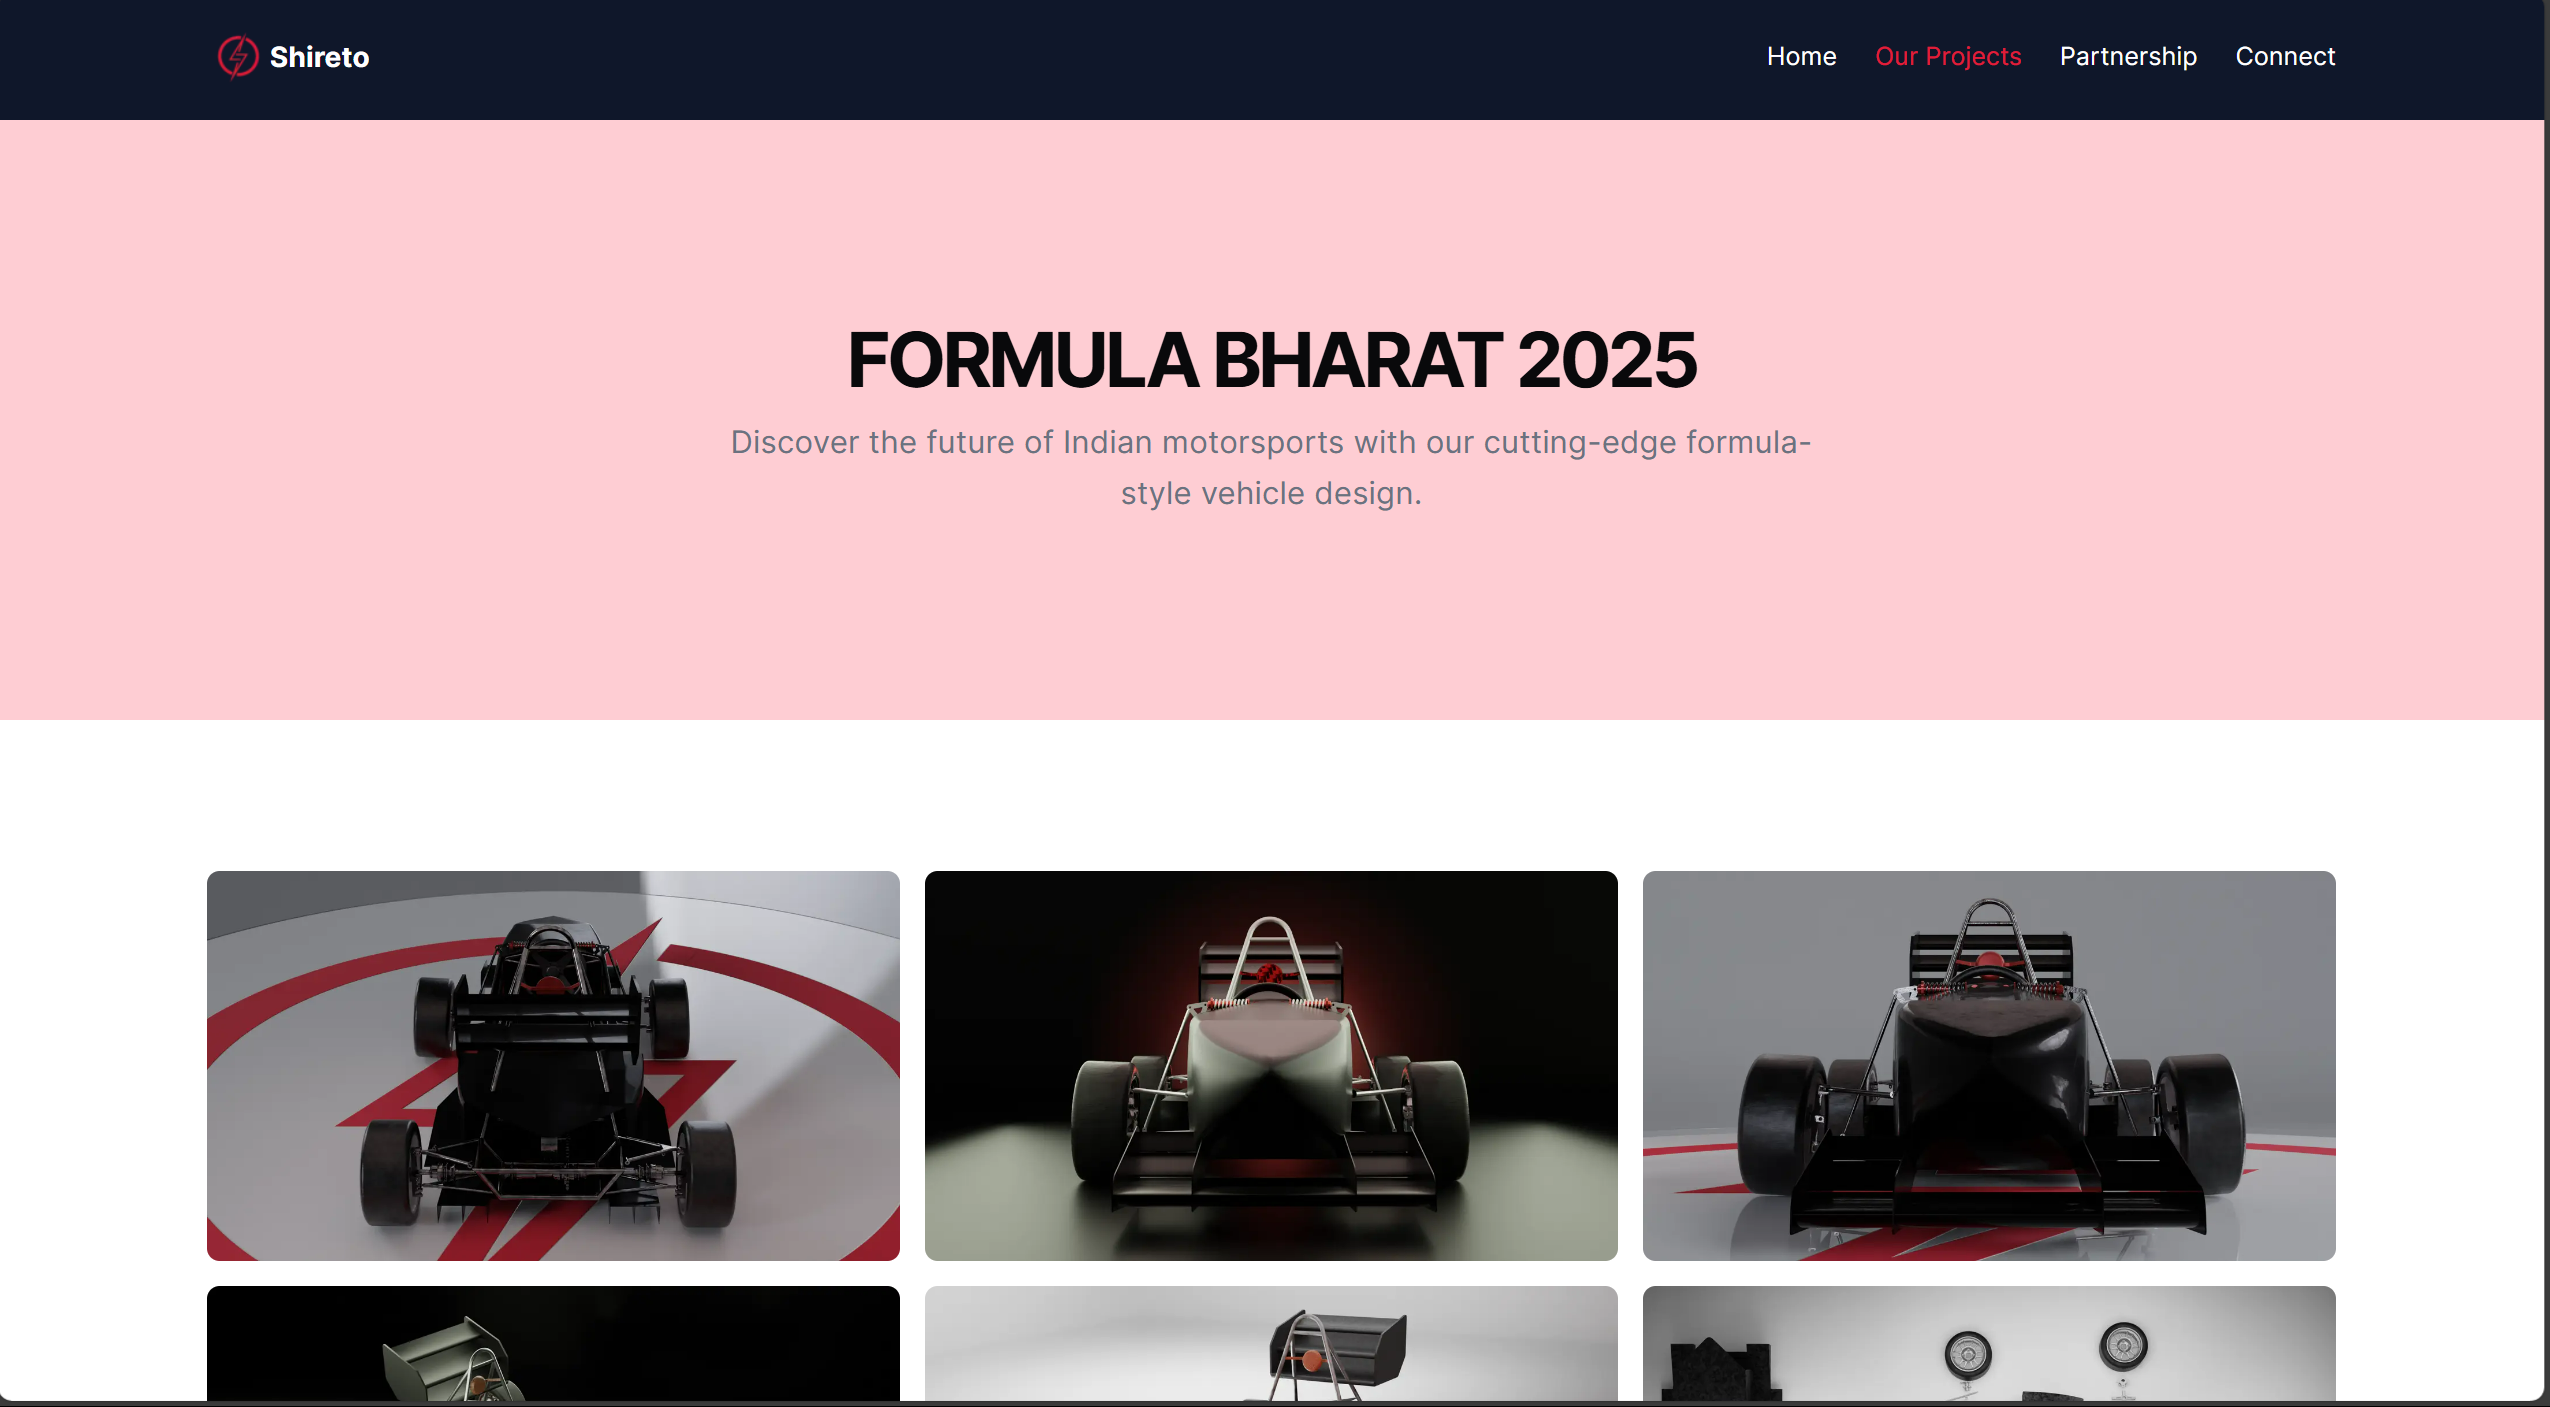 Shireto
Home
Our Projects
Partnership
Connect
FORMULA BHARAT 2025
Discover the future of Indian motorsports with our cutting-edge formula-
style vehicle design.